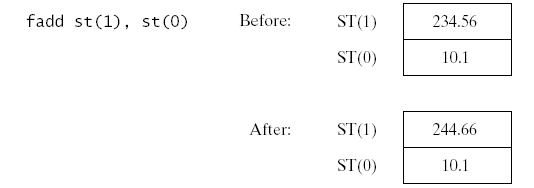 fadd st(1), st(0) Before: ST(1) 234.56
ST(0) 10.1
After: ST(1) 244.66
ST(0) 10.1